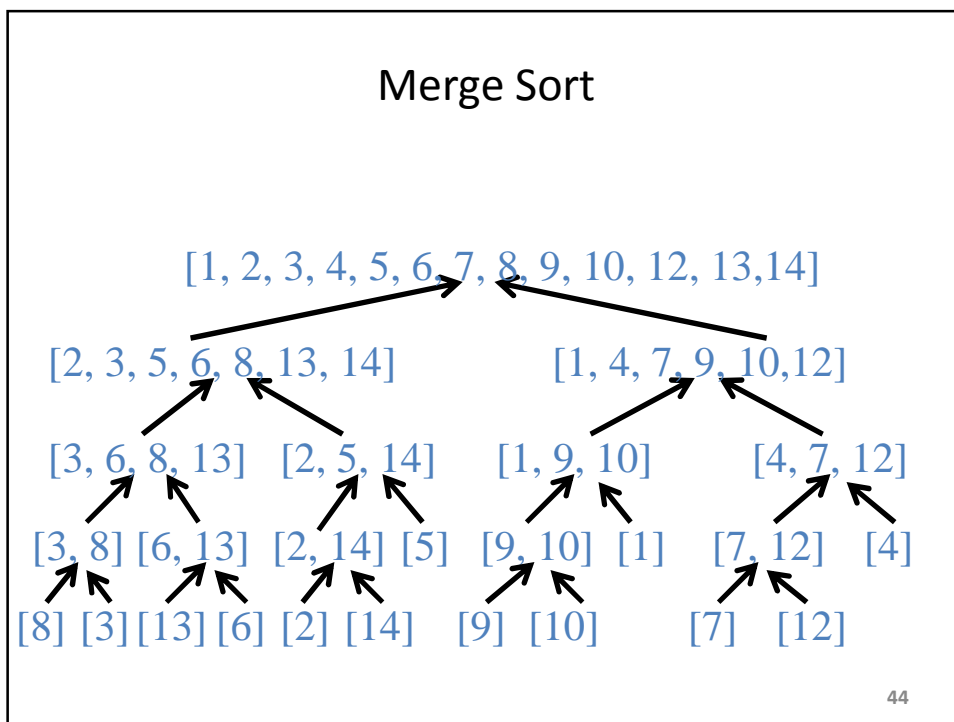 Merge Sort
[1, 2, 3, 4, 5, 6, 7, 8, 9, 10, 12, 13,14]
[2, 3, 5, 6, 8, 13, 14] [1, 4, 7, 9, 10,12]
[3, 6, 8, 13] [2, 5, 14] [1, 9, 10] [4, 7, 12]
[3, 8] [6, 13] [2, 14] [5] [9, 10] [1] [7, 12] [4]
[8] [3] [13] [6] [2] [14] [9] [10] [7] [12]
44